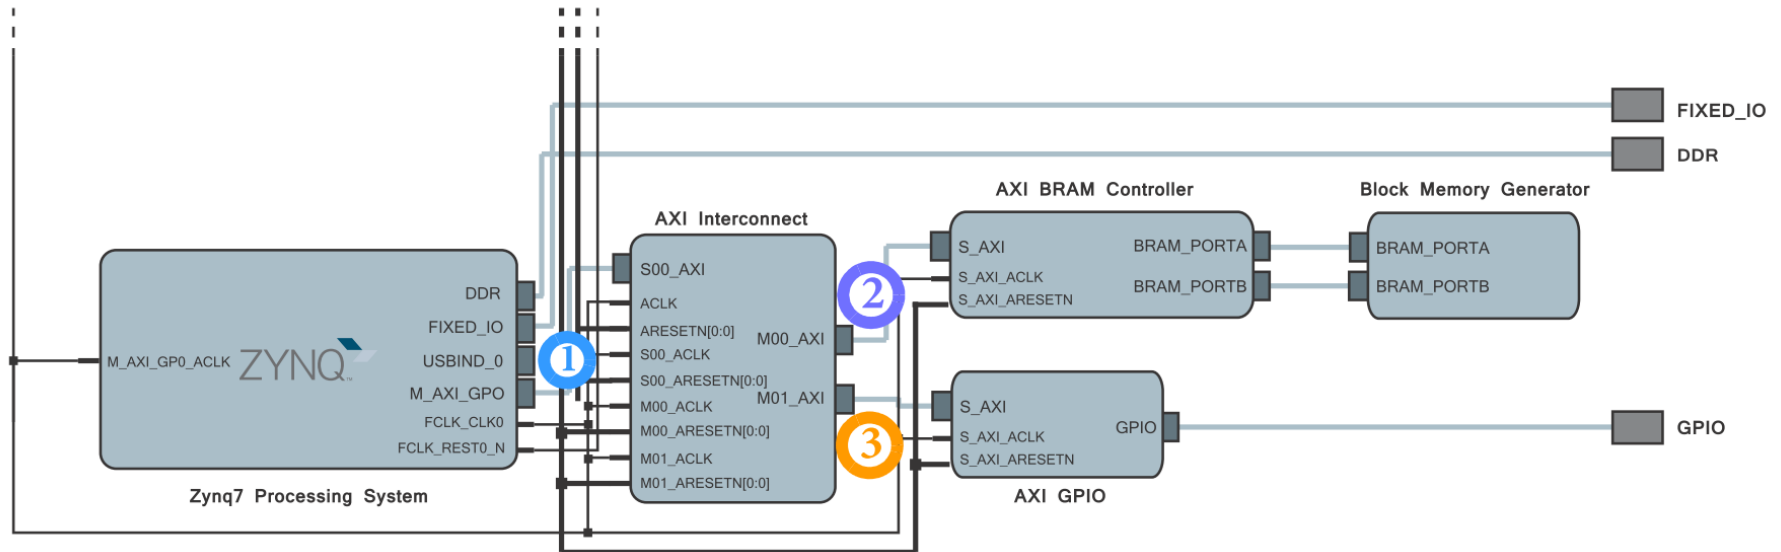 FIXED_IO
DDR
AXI BRAM Controller
Block Memory Generator
AXI Interconnect
S_AXI
BRAM_PORTA
BRAM_PORTA
S00_AXI
S_AXI_ACLK
BRAM_PORTB
BRAM_PORTB
S_AXI_ARESETN
DDR
ACLK
2
FIXED_IO
ARESETN[0:0]
M00_AXI
M_AXI_GP0_ACLK
ZYNQ
USBIND_0
1
S00_ACLK
M_AXI_GPO
S00_ARESETN[0:0]
M01_AXI
S_AXI
M00_ACLK
FCLK_CLK0
M00_ARESETN[0:0]
3
S_AXI_ACLK
GPIO
GPIO
FCLK_REST0_N
M01_ACLK
S_AXI_ARESETN
M01_ARESETN[0:0]
Zynq7 Processing System
AXI GPIO